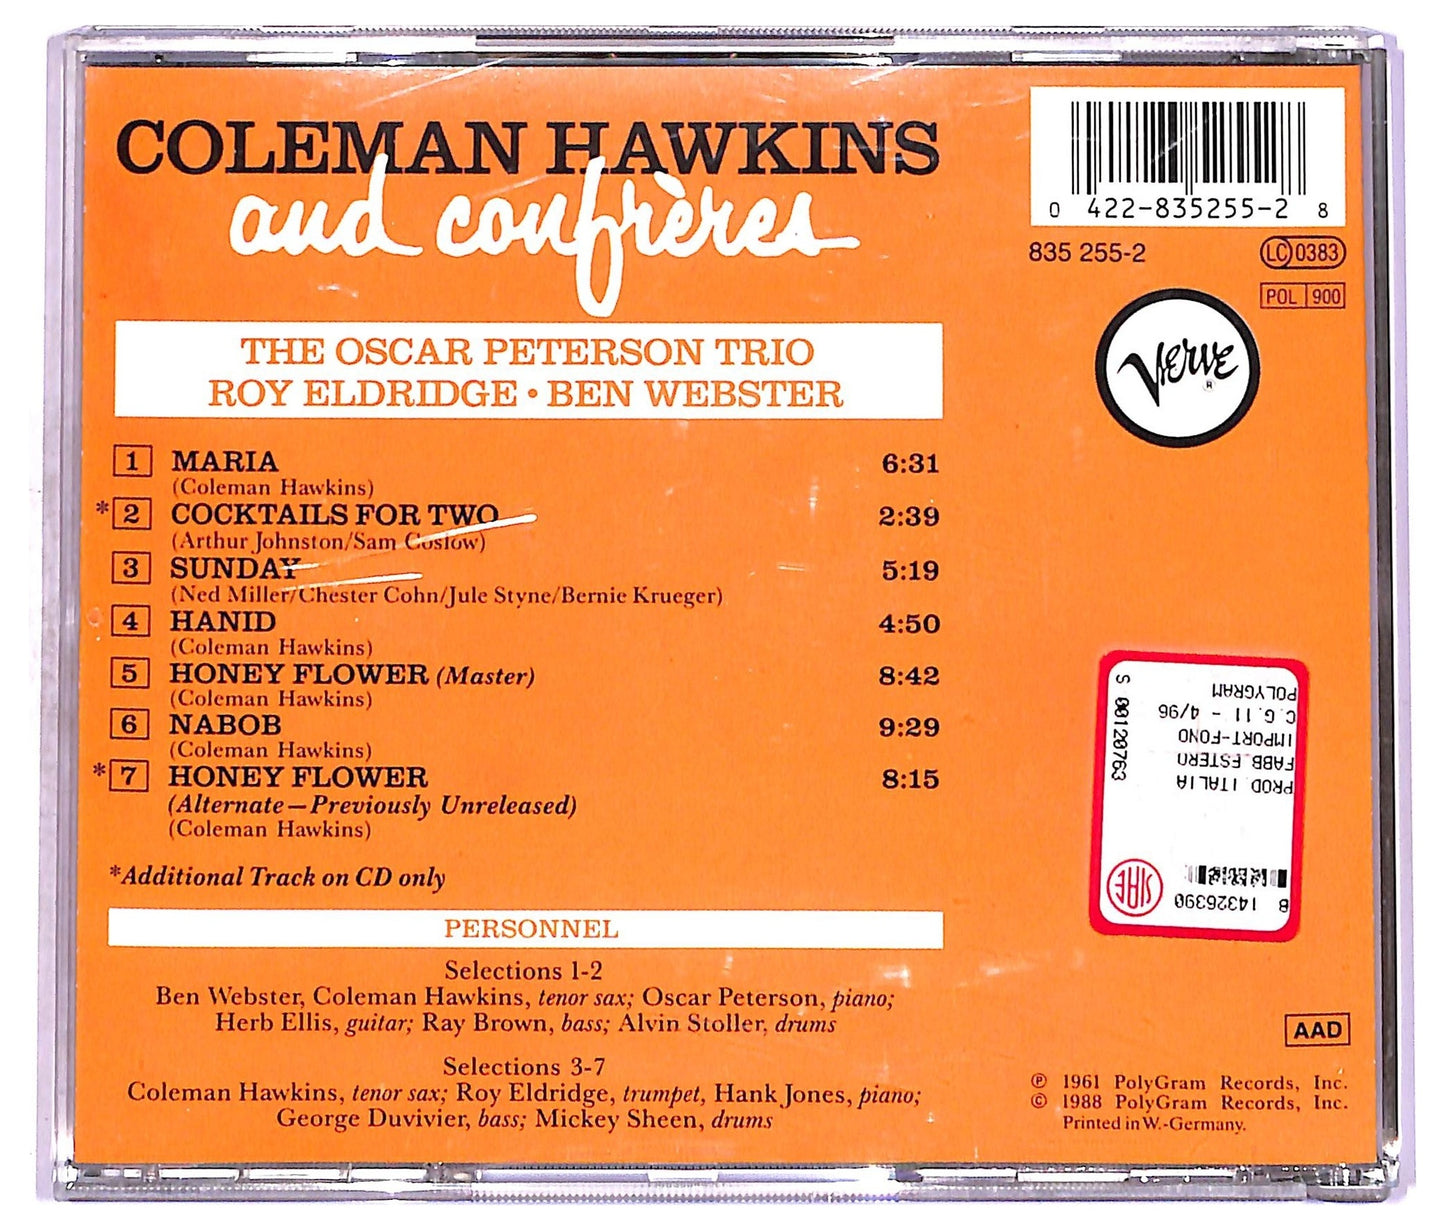 COLEMAN HAWKINS
and confrères
THE OSCAR PETERSON TRIO
ROY ELDRIDGE • BEN WEBSTER
1 MARIA 6:31
(Coleman Hawkins)
*2 COCKTAILS FOR TWO 2:39
(Arthur Johnston/Sam Coslow)
3 SUNDAY 5:19
(Ned Miller/Chester Cohn/Jule Styne/Bernie Krueger)
4 HANID 4:50
(Coleman Hawkins)
5 HONEY FLOWER (Master) 8:42
(Coleman Hawkins)
6 NABOB 9:29
(Coleman Hawkins)
*7 HONEY FLOWER 8:15
(Alternate—Previously Unreleased)
(Coleman Hawkins)
*Additional Track on CD only
PERSONNEL
Selections 1-2
Ben Webster, Coleman Hawkins, tenor sax; Oscar Peterson, piano;
Herb Ellis, guitar; Ray Brown, bass; Alvin Stoller, drums
Selections 3-7
Coleman Hawkins, tenor sax; Roy Eldridge, trumpet, Hank Jones, piano;
George Duvivier, bass; Mickey Sheen, drums
0 422-835255-2 8
835 255-2
LC 0383
POL 900
VERVE ®
S 00120763
B 14326390
SIAE
PROD.ITALIA
FABB.ESTERO
IMPORT-FONO
C.G.11 - 4/96
POLYGRAM
AAD
℗ 1961 PolyGram Records, Inc.
© 1988 PolyGram Records, Inc.
Printed in W.-Germany.